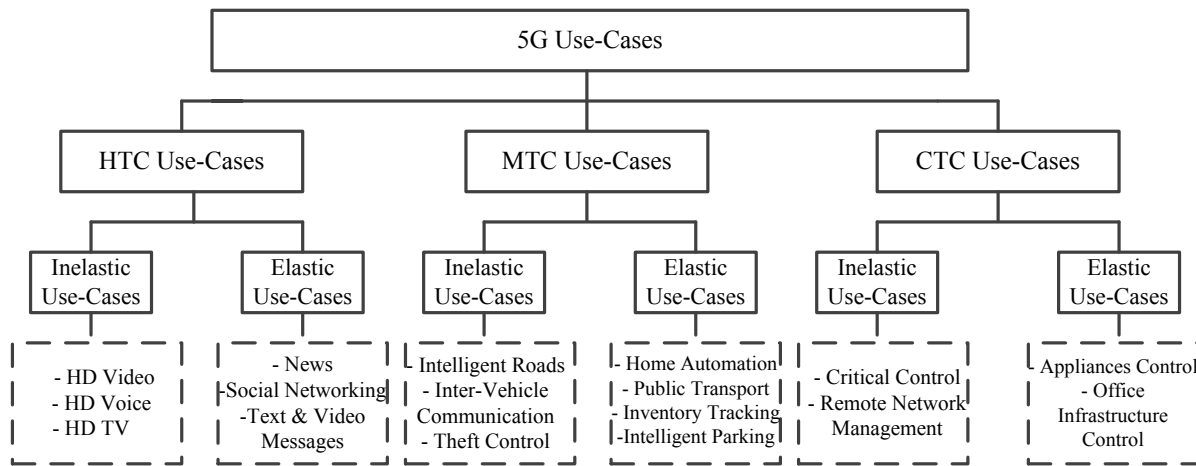 5G Use-Cases
HTC Use-Cases
MTC Use-Cases
CTC Use-Cases
Inelastic
Use-Cases
Elastic
Use-Cases
Inelastic
Use-Cases
Elastic
Use-Cases
Inelastic
Use-Cases
Elastic
Use-Cases
- HD Video
- HD Voice
- HD TV
- News
-Social Networking
-Text & Video
Messages
- Intelligent Roads
- Inter-Vehicle
Communication
- Theft Control
- Home Automation
- Public Transport
- Inventory Tracking
-Intelligent Parking
- Critical Control
- Remote Network
Management
- Appliances Control
- Office
Infrastructure
Control